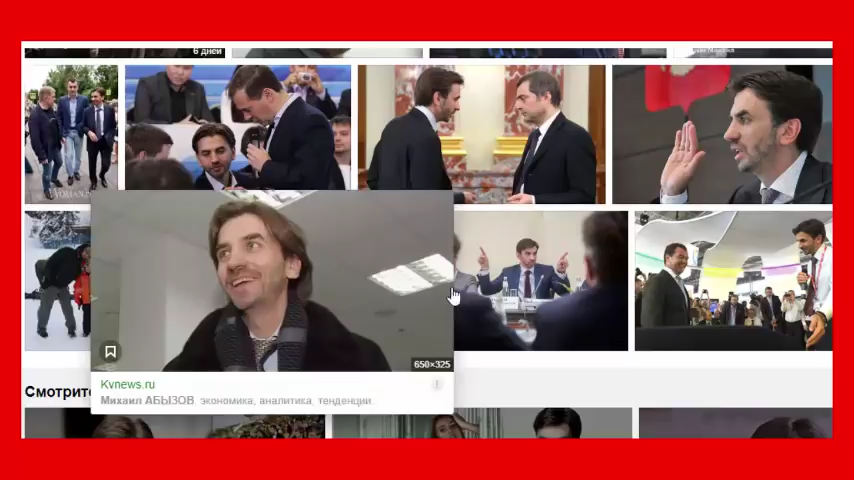 6 дней
650×325
Kvnews.ru
Михаил АБЫЗОВ, экономика, аналитика, тенденции.
Смотрите